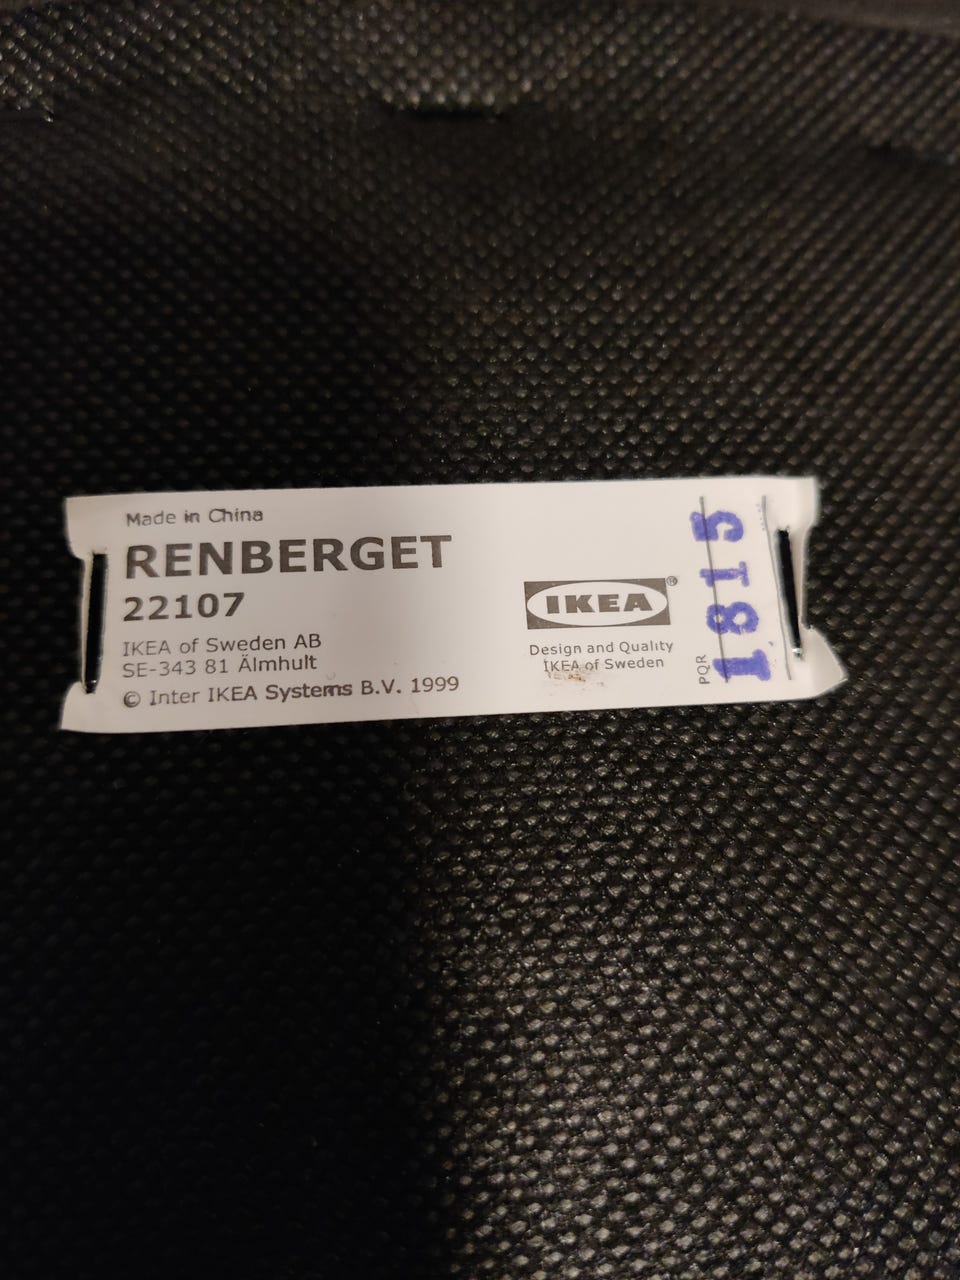 Made in China
RENBERGET
22107
IKEA of Sweden AB
SE-343 81 Älmhult
© Inter IKEA Systems B.V. 1999
IKEA®
Design and Quality
IKEA of Sweden
PQR
1815